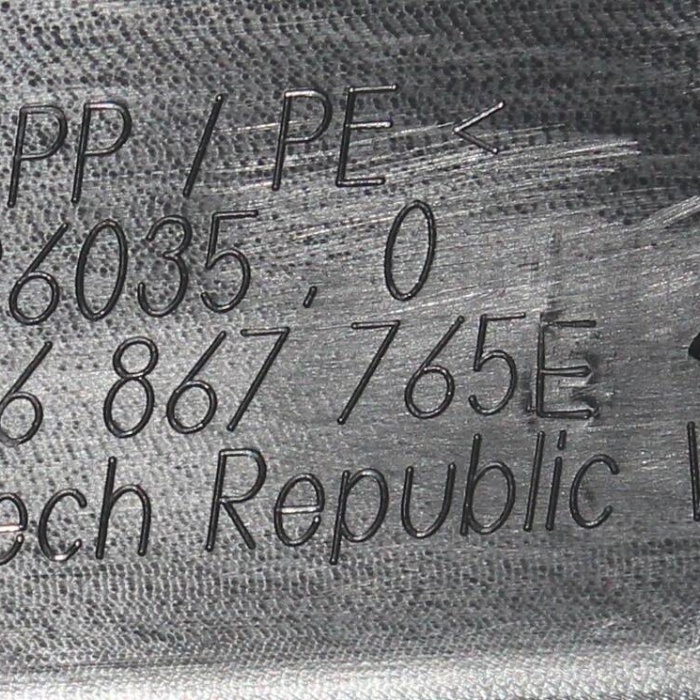 PP / PE <
6035.0
6 867 765E
ech Republic